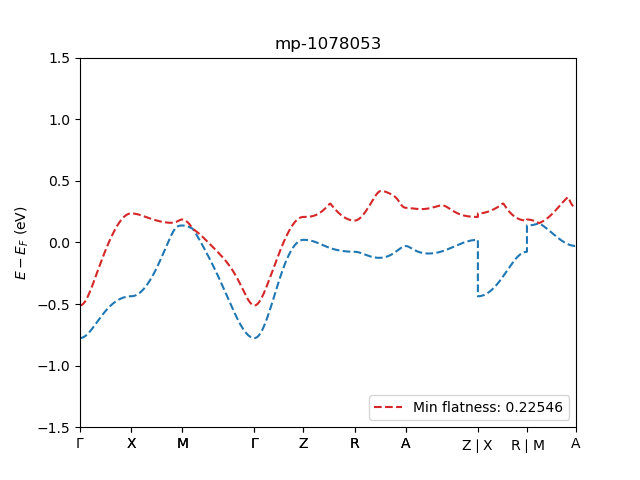 mp-1078053
E − E_F (eV)
1.5
1.0
0.5
0.0
−0.5
−1.0
−1.5
Min flatness: 0.22546
Γ X M Γ Z R A Z | X R | M A